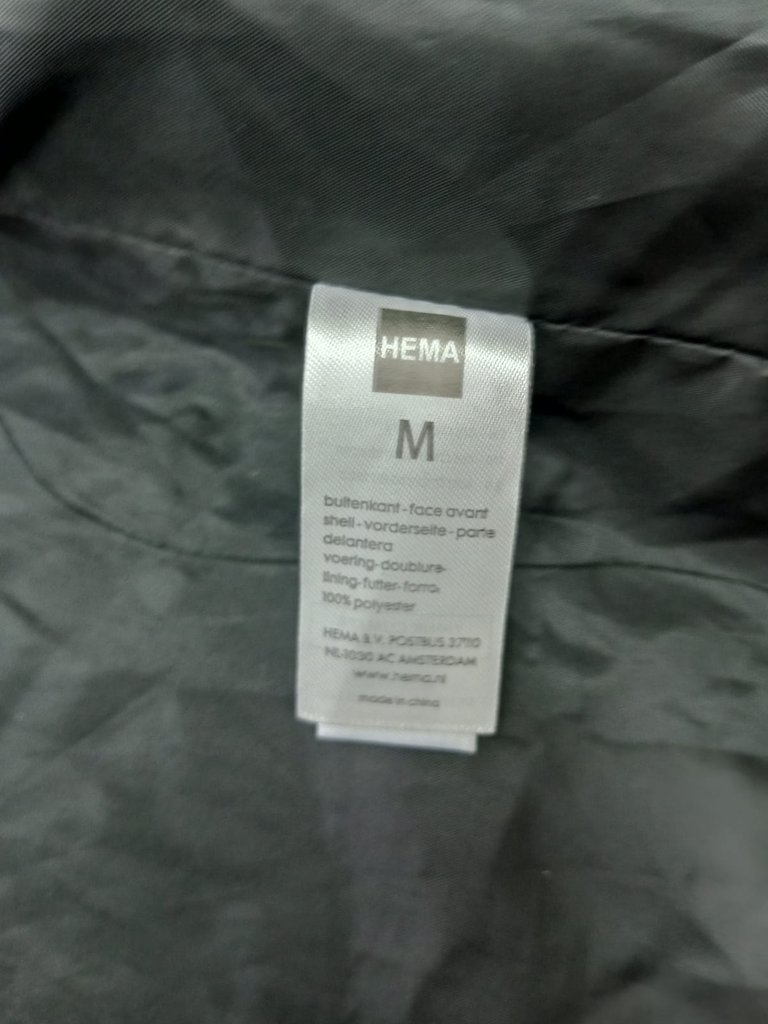 HEMA
M
buitenkant - face avant
shell - vorderseite - parte
delantera
voering - doublure -
lining - futter - forro:
100% polyester
HEMA B.V. POSTBUS 37110
NL-1030 AC AMSTERDAM
www.hema.nl
made in china